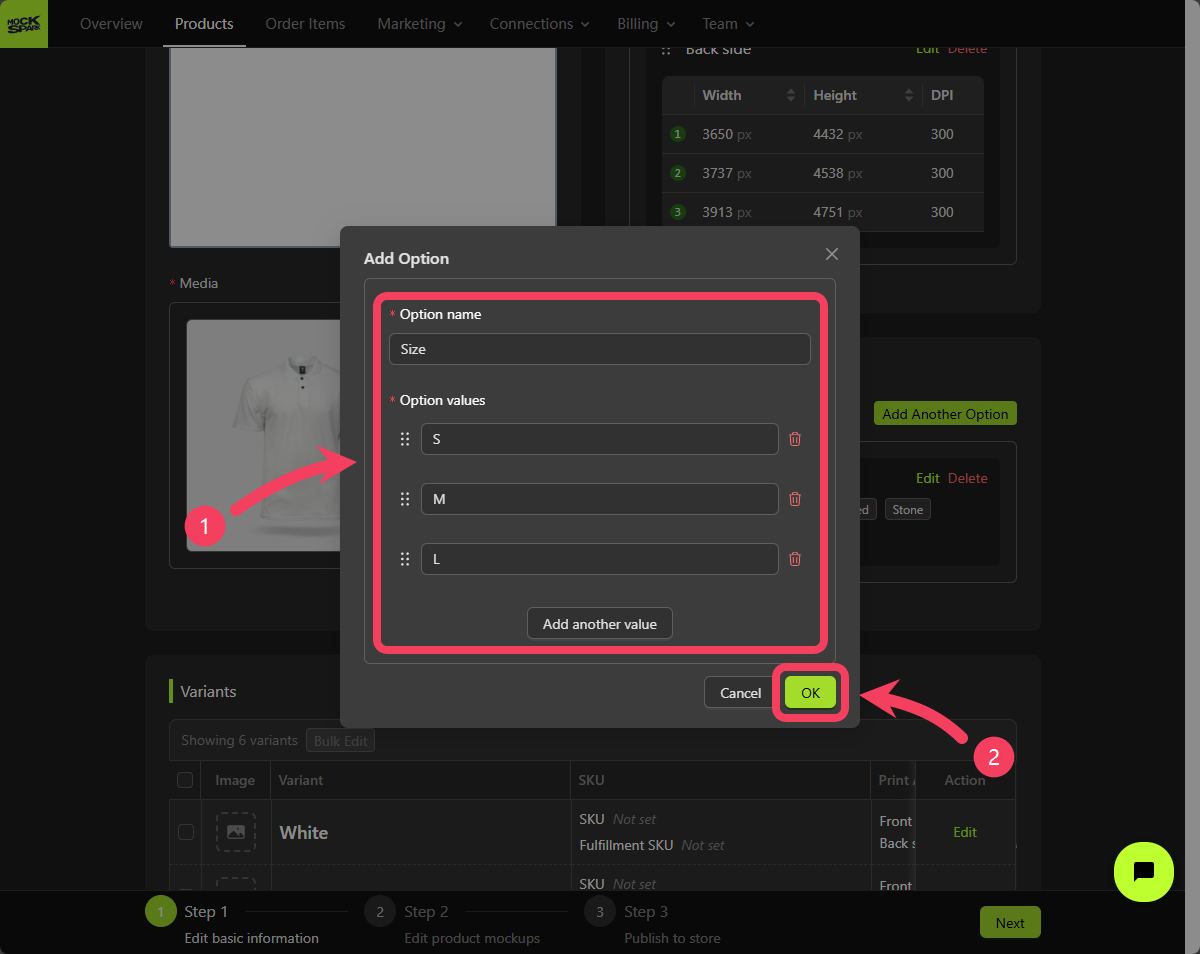 MOCK
SPARK
Overview Products Order Items Marketing Connections Billing Team
Back side Edit Delete
Width Height DPI
1 3650 px 4432 px 300
2 3737 px 4538 px 300
3 3913 px 4751 px 300
Add Option
* Media
* Option name
Size
* Option values
Add Another Option
S
M
L
Edit Delete
ed Stone
1
Add another value
Cancel OK
2
Variants
Showing 6 variants Bulk Edit
Image Variant SKU Print Action
White
SKU Not set
Fulfillment SKU Not set
Front
Back s
Edit
SKU Not set
Front
1 Step 1
Edit basic information
2 Step 2
Edit product mockups
3 Step 3
Publish to store
Next